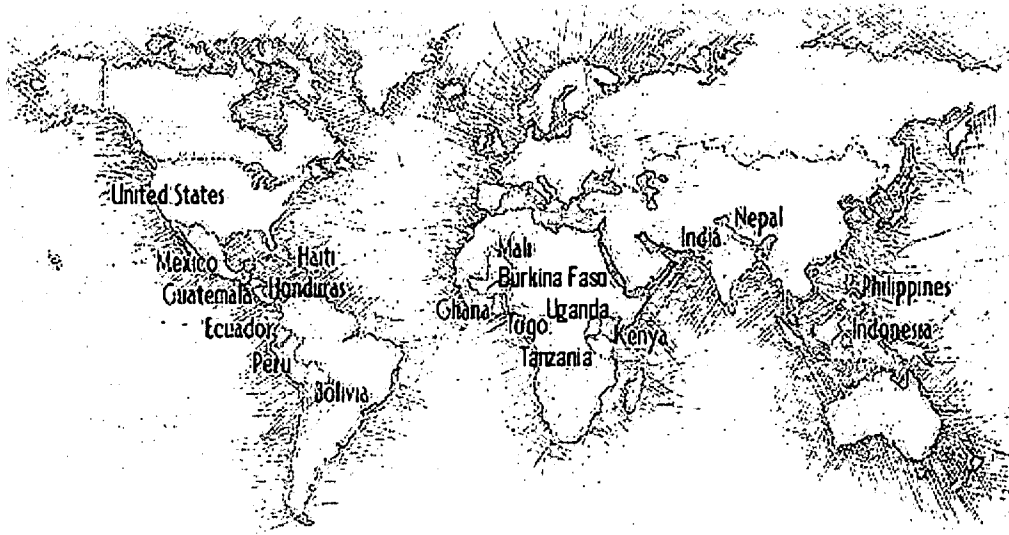 United States
Mexico
Haiti
Guatemala
Honduras
Ecuador
Peru
Bolivia
Mali
Burkina Faso
Ghana
Togo
Uganda
Kenya
Tanzania
India
Nepal
Philippines
Indonesia